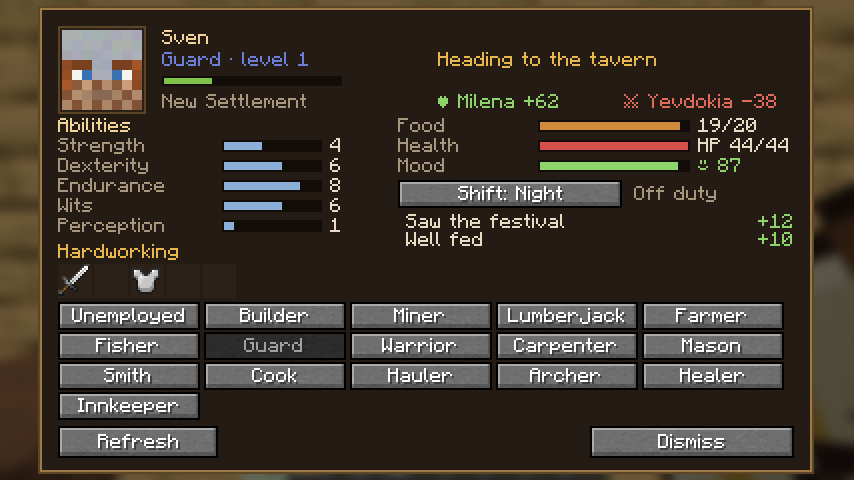 Sven
Guard · level 1
Heading to the tavern
New Settlement
Milena +62
Yevdokia -38
Abilities
Strength 4
Dexterity 6
Endurance 8
Wits 6
Perception 1
Hardworking
Food 19/20
Health HP 44/44
Mood 87
Shift: Night Off duty
Saw the festival +12
Well fed +10
Unemployed Builder Miner Lumberjack Farmer
Fisher Guard Warrior Carpenter Mason
Smith Cook Hauler Archer Healer
Innkeeper
Refresh Dismiss